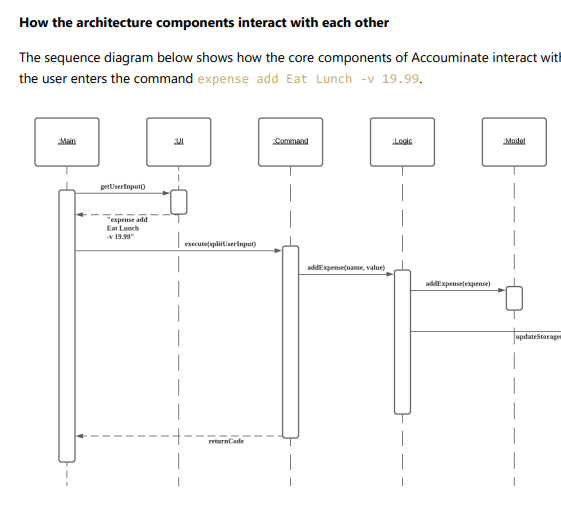 How the architecture components interact with each other
The sequence diagram below shows how the core components of Accouminate interact with
the user enters the command expense add Eat Lunch -v 19.99.
:Main
:UI
:Command
:Logic
:Model
getUserInput()
"expense add
Eat Lunch
-v 19.99"
execute(splitUserInput)
addExpense(name, value)
addExpense(expense)
updateStorage
returnCode